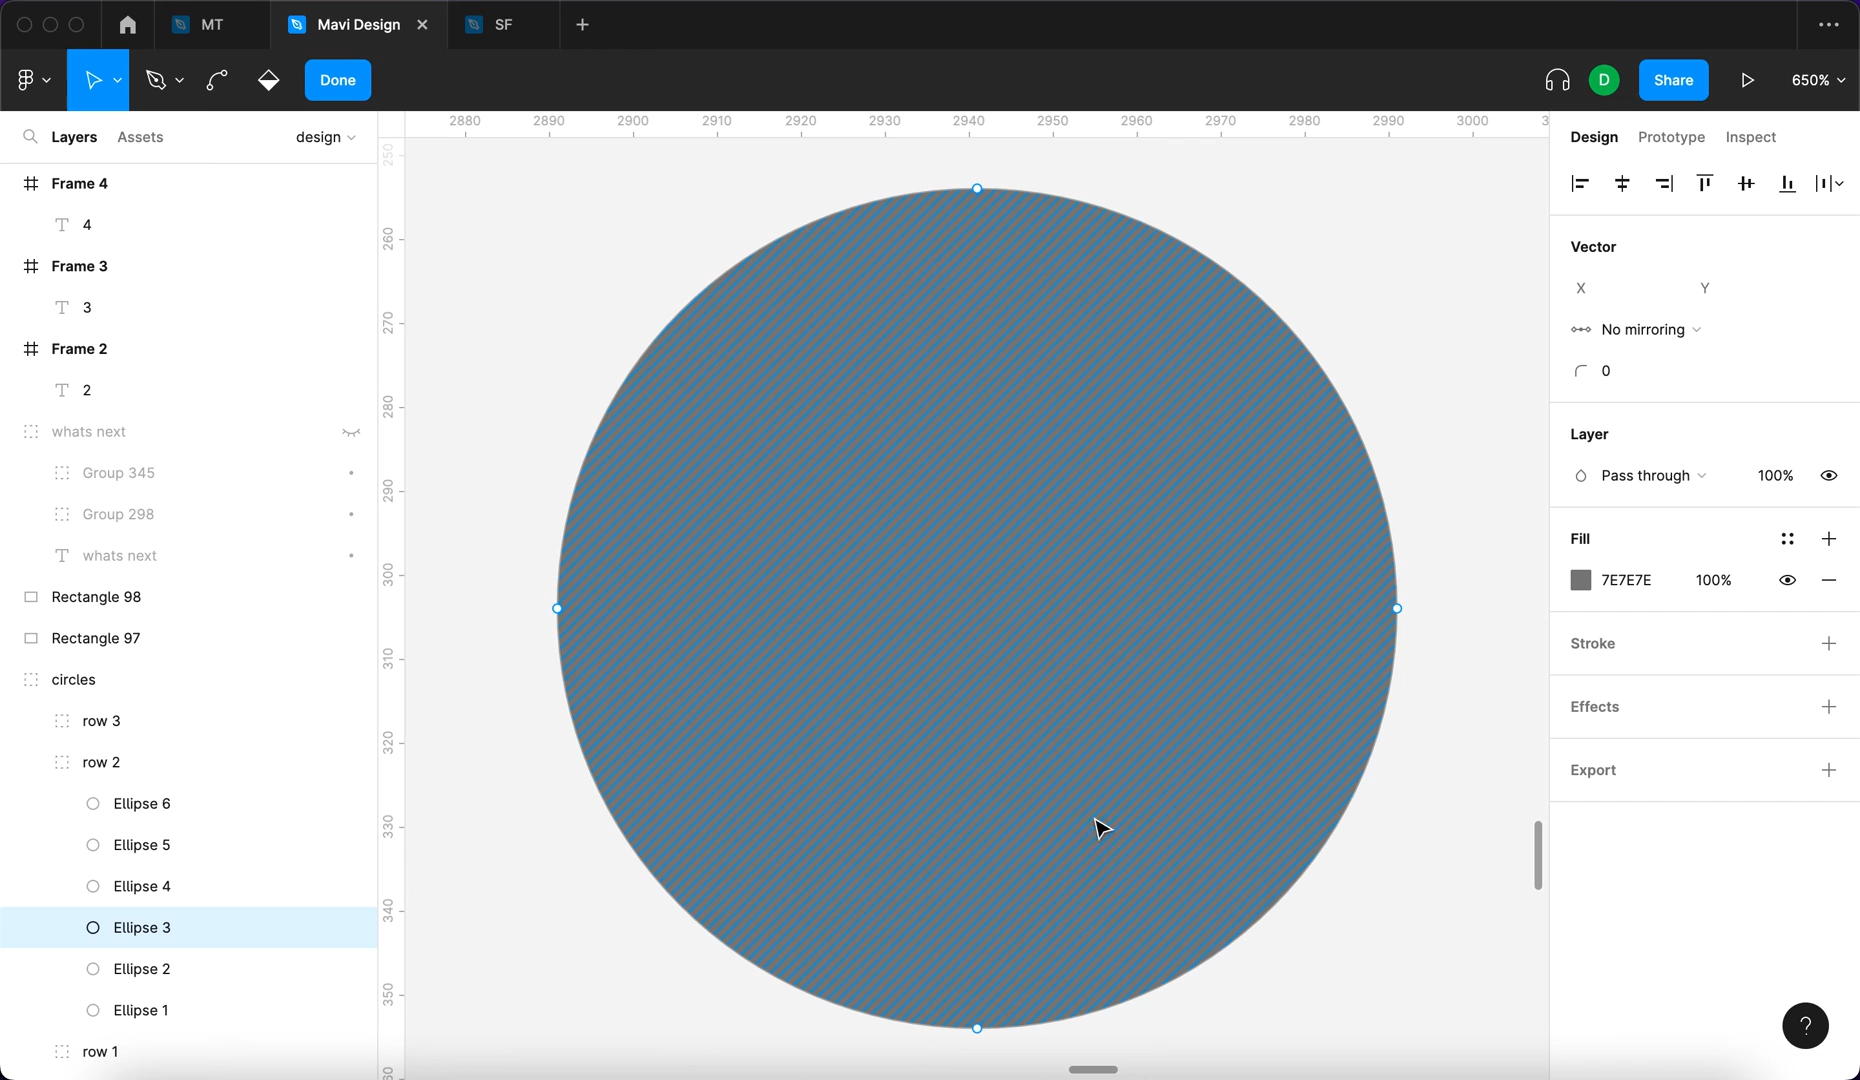 MT
Mavi Design
SF
Done
D
Share
650%
Layers
Assets
design
2880 2890 2900 2910 2920 2930 2940 2950 2960 2970 2980 2990 3000 3
250
260
270
280
290
300
310
320
330
340
350
60
Frame 4
4
Frame 3
3
Frame 2
2
whats next
Group 345
Group 298
whats next
Rectangle 98
Rectangle 97
circles
row 3
row 2
Ellipse 6
Ellipse 5
Ellipse 4
Ellipse 3
Ellipse 2
Ellipse 1
row 1
Design Prototype Inspect
Vector
X Y
No mirroring
0
Layer
Pass through 100%
Fill
7E7E7E 100%
Stroke
Effects
Export
?